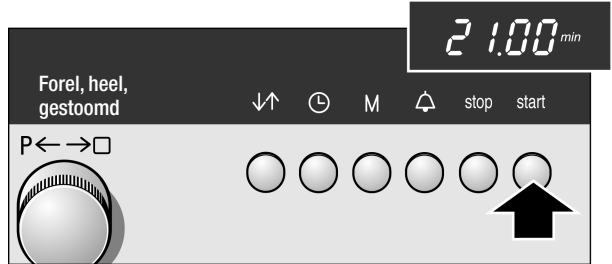 21.00 min
Forel, heel,
gestoomd
M stop start
P